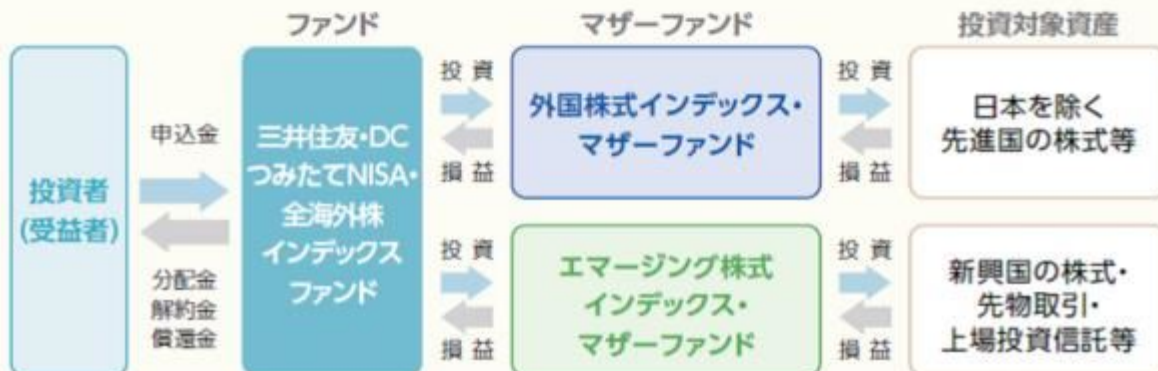 ファンド
マザーファンド
投資対象資産
投資者
(受益者)
申込金
分配金
解約金
償還金
三井住友・DC
つみたてNISA・
全海外株
インデックス
ファンド
投資
損益
外国株式インデックス・
マザーファンド
投資
損益
日本を除く
先進国の株式等
投資
損益
エマージング株式
インデックス・
マザーファンド
投資
損益
新興国の株式・
先物取引・
上場投資信託等